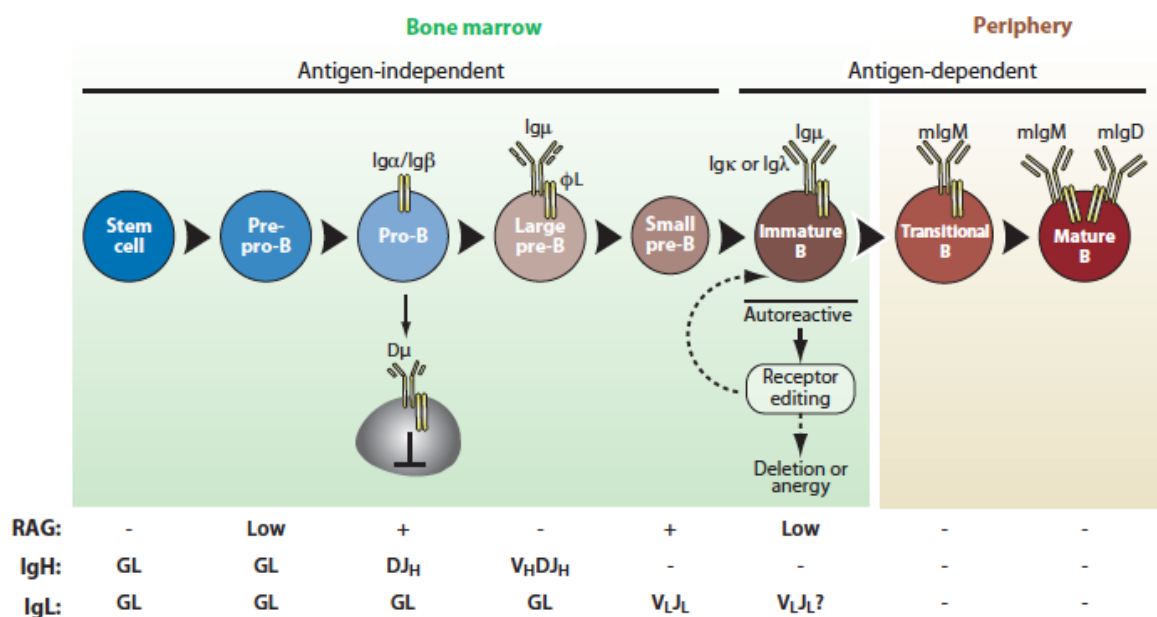 Bone marrow
Periphery
Antigen-independent
Antigen-dependent
Igμ
Igμ
mIgM
mIgM
mIgD
Igα/Igβ
ϕL
Igκ or Igλ
Stem
cell
Pre-
pro-B
Pro-B
Large
pre-B
Small
pre-B
Immature
B
Transitional
B
Mature
B
Autoreactive
Dμ
Receptor
editing
Deletion or
anergy
RAG: - Low + - + Low - -
IgH: GL GL DJH VHDJH - - - -
IgL: GL GL GL GL VLJL VLJL? - -